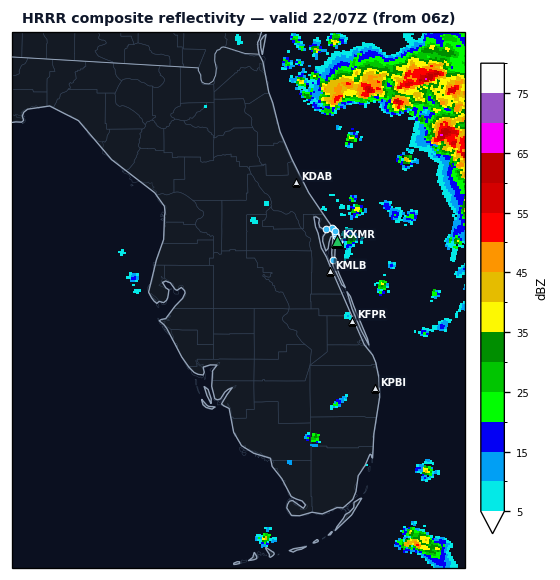 HRRR composite reflectivity — valid 22/07Z (from 06z)
KDAB
KXMR
KMLB
KFPR
KPBI
75
65
55
45
35
25
15
5
dBZ